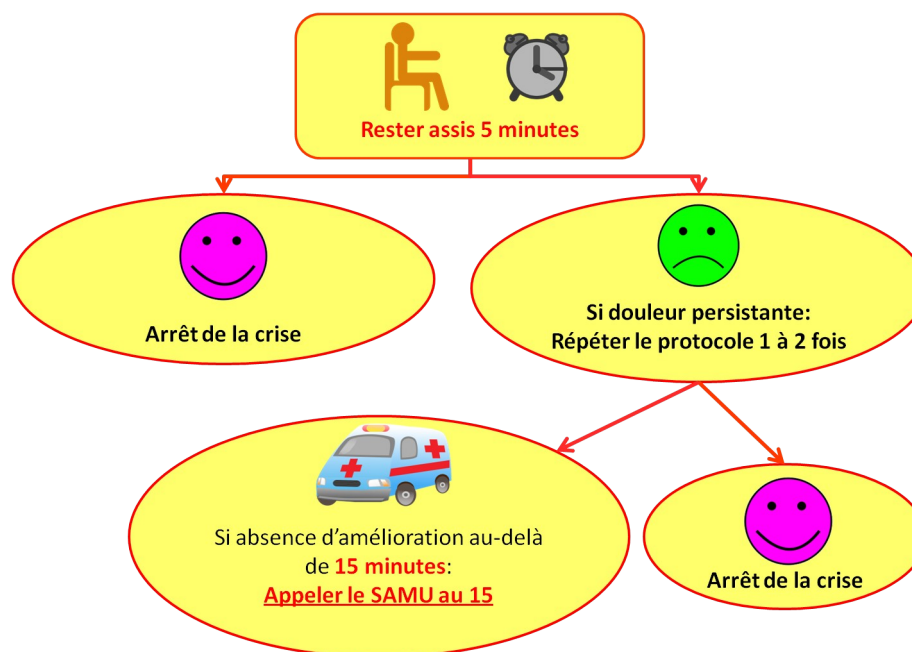 Rester assis 5 minutes
Arrêt de la crise
Si douleur persistante:
Répéter le protocole 1 à 2 fois
Si absence d’amélioration au-delà
de 15 minutes:
Appeler le SAMU au 15
Arrêt de la crise